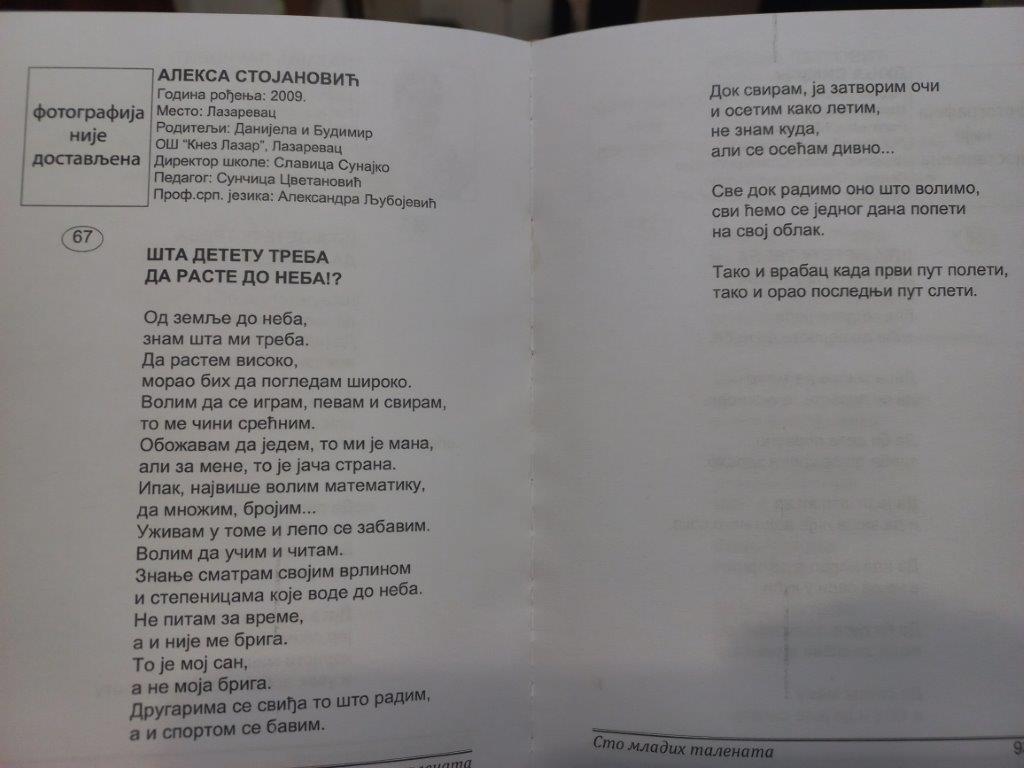 фотографија
није
достављена
АЛЕКСА СТОЈАНОВИЋ
Година рођења: 2009.
Место: Лазаревац
Родитељи: Данијела и Будимир
ОШ "Кнез Лазар", Лазаревац
Директор школе: Славица Сунајко
Педагог: Сунчица Цветановић
Проф.срп. језика: Александра Љубојевић
67
ШТА ДЕТЕТУ ТРЕБА
ДА РАСТЕ ДО НЕБА!?
Од земље до неба,
знам шта ми треба.
Да растем високо,
морао бих да погледам широко.
Волим да се играм, певам и свирам,
то ме чини срећним.
Обожавам да једем, то ми је мана,
али за мене, то је јача страна.
Ипак, највише волим математику,
да множим, бројим...
Уживам у томе и лепо се забавим.
Волим да учим и читам.
Знање сматрам својим врлином
и степеницама које воде до неба.
Не питам за време,
а и није ме брига.
То је мој сан,
а не моја брига.
Другарима се свиђа то што радим,
а и спортом се бавим.
Док свирам, ја затворим очи
и осетим како летим,
не знам куда,
али се осећам дивно...
Све док радимо оно што волимо,
сви ћемо се једног дана попети
на свој облак.
Тако и врабац када први пут полети,
тако и орао последњи пут слети.
Сто младих талената